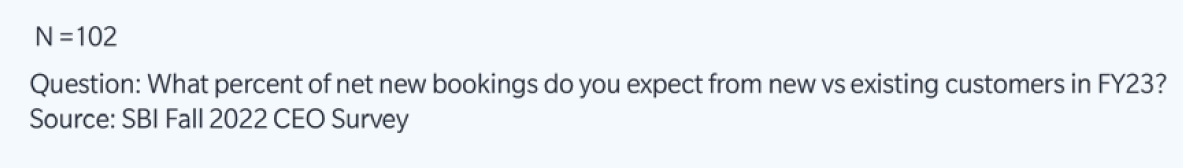 N =102
Question: What percent of net new bookings do you expect from new vs existing customers in FY23?
Source: SBI Fall 2022 CEO Survey